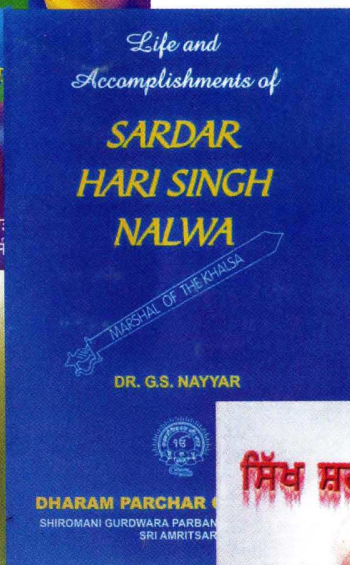 Life and
Accomplishments of
SARDAR
HARI SINGH
NALWA
MARSHAL OF THE KHALSA
DR. G.S. NAYYAR
DHARAM PARCHAR
SHIROMANI GURDWARA
SRI AMRITSAR
ਸਿੱਖ